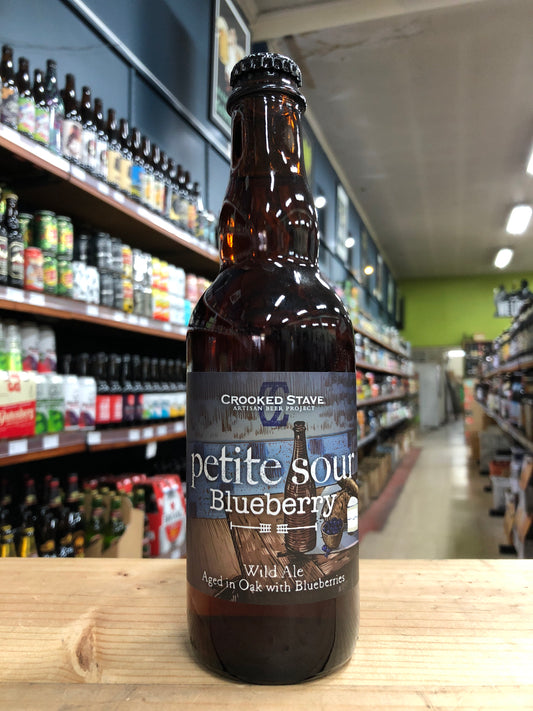 Crooked Stave
Artisan Beer Project
petite sour
Blueberry
Wild Ale
Aged in Oak with Blueberries